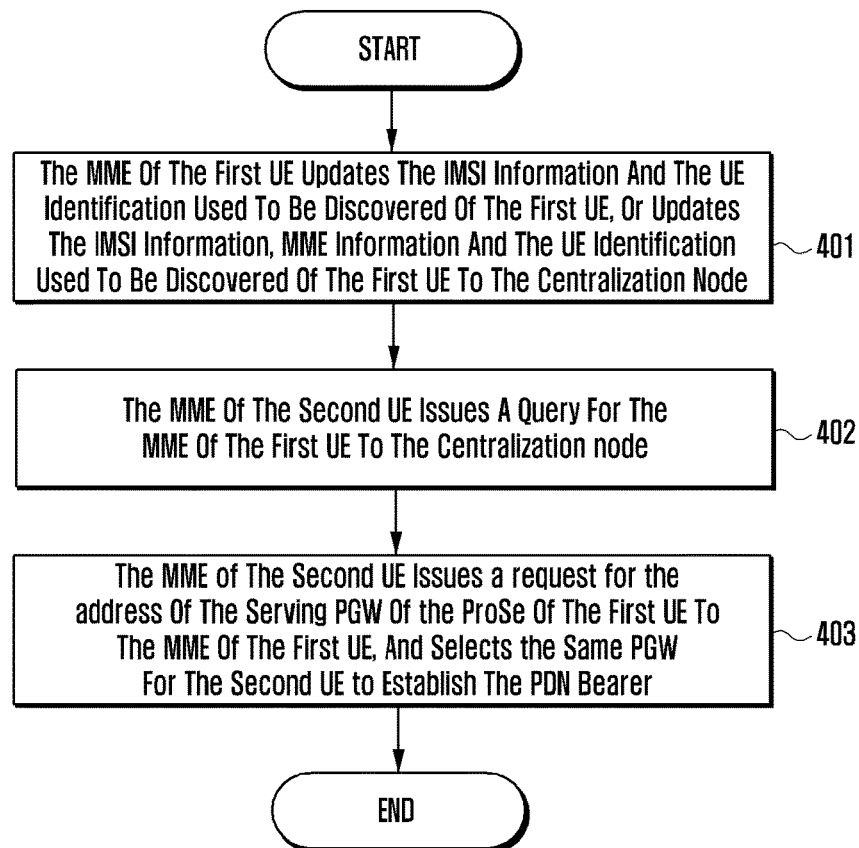 START
The MME Of The First UE Updates The IMSI Information And The UE
Identification Used To Be Discovered Of The First UE, Or Updates
The IMSI Information, MME Information And The UE Identification
Used To Be Discovered Of The First UE To The Centralization Node
401
The MME Of The Second UE Issues A Query For The
MME Of The First UE To The Centralization node
402
The MME of The Second UE Issues a request for the
address Of The Serving PGW Of the ProSe Of The First UE To
The MME Of The First UE, And Selects the Same PGW
For The Second UE to Establish The PDN Bearer
403
END